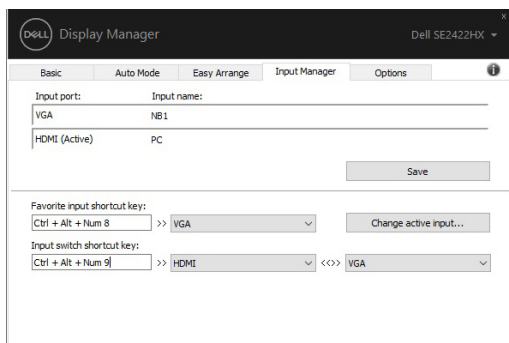 DELL Display Manager Dell SE2422HX
Basic Auto Mode Easy Arrange Input Manager Options
Input port: Input name:
VGA NB1
HDMI (Active) PC
Save
Favorite input shortcut key:
Ctrl + Alt + Num 8 >> VGA Change active input...
Input switch shortcut key:
Ctrl + Alt + Num 9 >> HDMI <<>> VGA